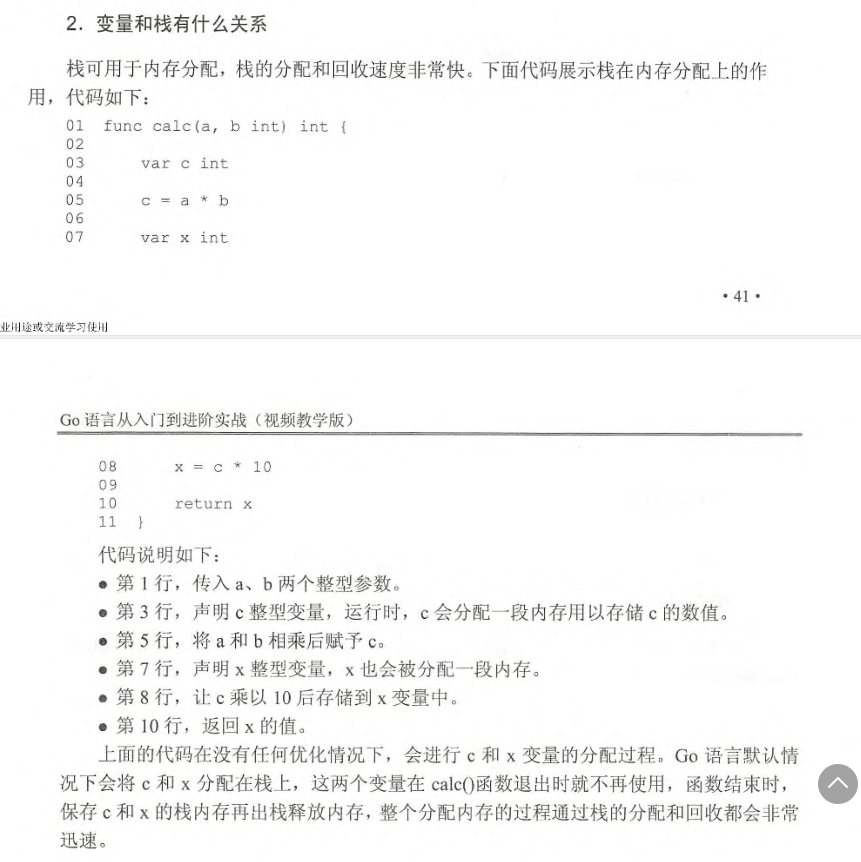 2. 变量和栈有什么关系
栈可用于内存分配，栈的分配和回收速度非常快。下面代码展示栈在内存分配上的作
用，代码如下：
01 func calc(a, b int) int {
02
03 var c int
04
05 c = a * b
06
07 var x int
• 41 •
业用途或交流学习使用
Go 语言从入门到进阶实战（视频教学版）
08 x = c * 10
09
10 return x
11 }
代码说明如下：
● 第 1 行，传入 a、b 两个整型参数。
● 第 3 行，声明 c 整型变量，运行时，c 会分配一段内存用以存储 c 的数值。
● 第 5 行，将 a 和 b 相乘后赋予 c。
● 第 7 行，声明 x 整型变量，x 也会被分配一段内存。
● 第 8 行，让 c 乘以 10 后存储到 x 变量中。
● 第 10 行，返回 x 的值。
上面的代码在没有任何优化情况下，会进行 c 和 x 变量的分配过程。Go 语言默认情
况下会将 c 和 x 分配在栈上，这两个变量在 calc()函数退出时就不再使用，函数结束时，
保存 c 和 x 的栈内存再出栈释放内存，整个分配内存的过程通过栈的分配和回收都会非常
迅速。